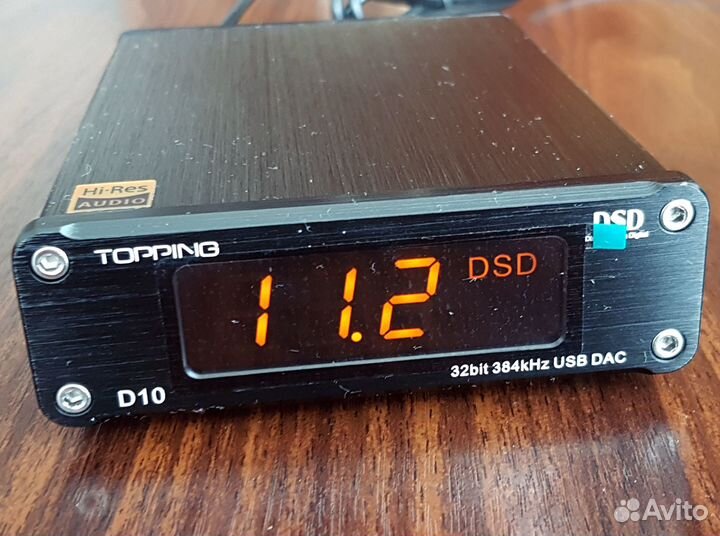 Hi-Res
AUDIO
TOPPING
DSD
11.2 DSD
32bit 384kHz USB DAC
D10
Avito